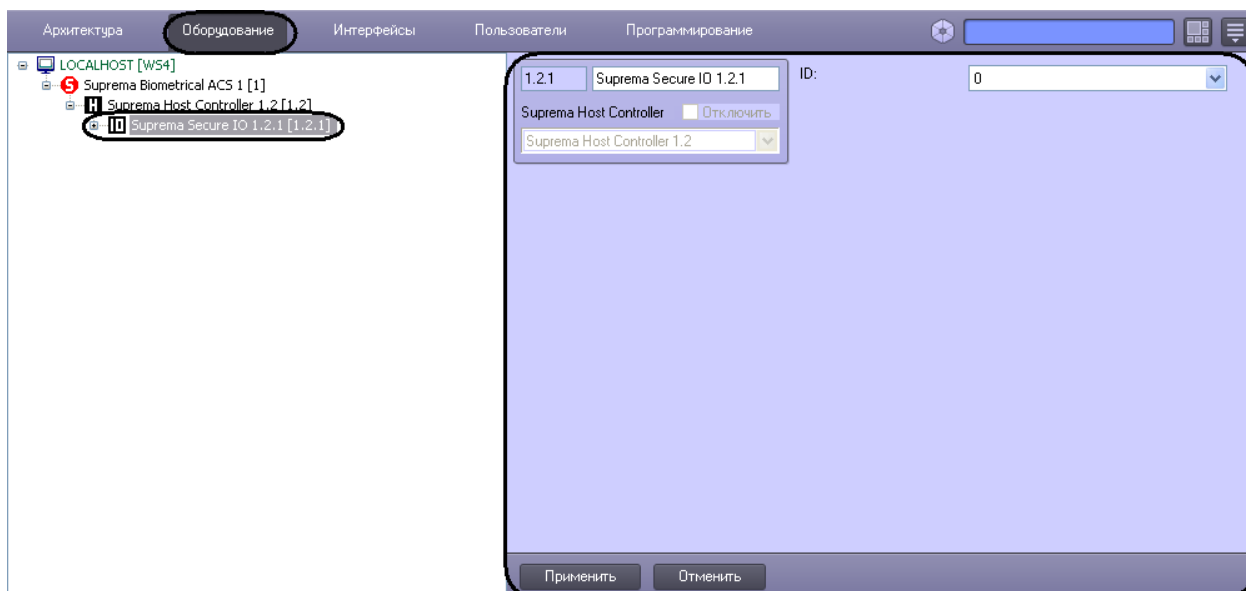 Архитектура Оборудование Интерфейсы Пользователи Программирование
LOCALHOST [WS4]
Suprema Biometrical ACS 1 [1]
Suprema Host Controller 1.2 [1.2]
Suprema Secure IO 1.2.1 [1.2.1]
1.2.1 Suprema Secure IO 1.2.1 ID: 0
Suprema Host Controller Отключить
Suprema Host Controller 1.2
Применить Отменить